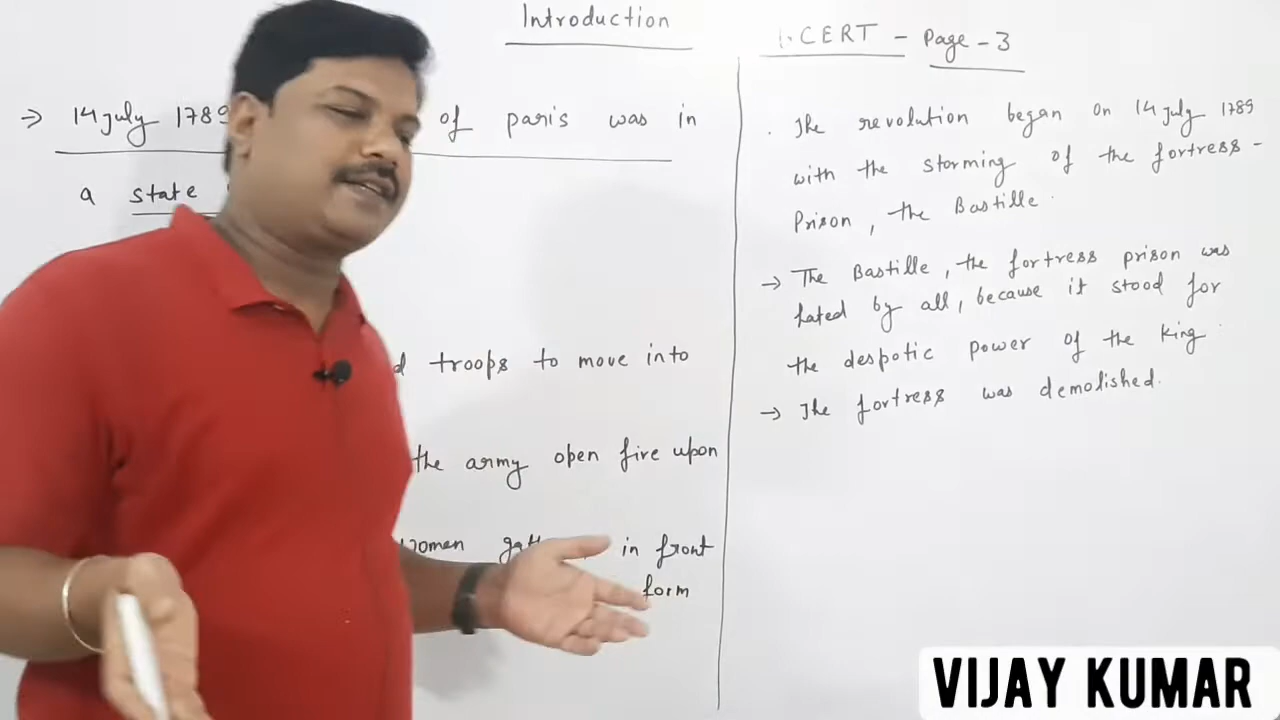 Introduction
→ 14 july 1789 of paris was in
a state
troops to move into
the army open fire upon
in front
form
CERT - Page - 3
. The revolution began on 14 july 1789
with the storming of the fortress -
Prison, the Bastille.
→ The Bastille, the fortress prison was
hated by all, because it stood for
the despotic power of the king.
→ The fortress was demolished.
VIJAY KUMAR